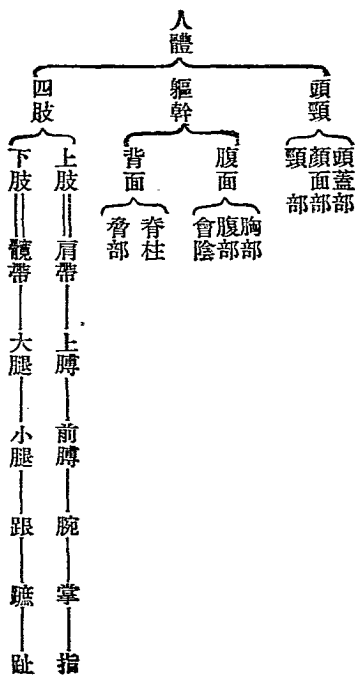 人體
頭頸
頭蓋部
顏面部
頸部
軀幹
腹面
胸部
腹部
會陰
背面
脊柱
脅部
四肢
上肢 肩帶 上膊 前膊 腕 掌 指
下肢 髖帶 大腿 小腿 跟 蹠 趾